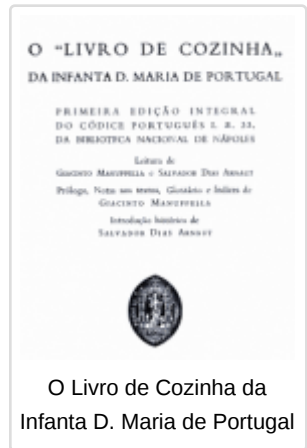 O "LIVRO DE COZINHA„
DA INFANTA D. MARIA DE PORTUGAL
PRIMEIRA EDIÇÃO INTEGRAL
DO CÓDICE PORTUGUÊS I. E. 33,
DA BIBLIOTECA NACIONAL DE NÁPOLES
Leitura de
GIACINTO MANUPPELLA e SALVADOR DIAS ARNAUT
Prólogo, Notas aos textos, Glossário e Índices de
GIACINTO MANUPPELLA
Introdução histórica de
SALVADOR DIAS ARNAUT
O Livro de Cozinha da
Infanta D. Maria de Portugal